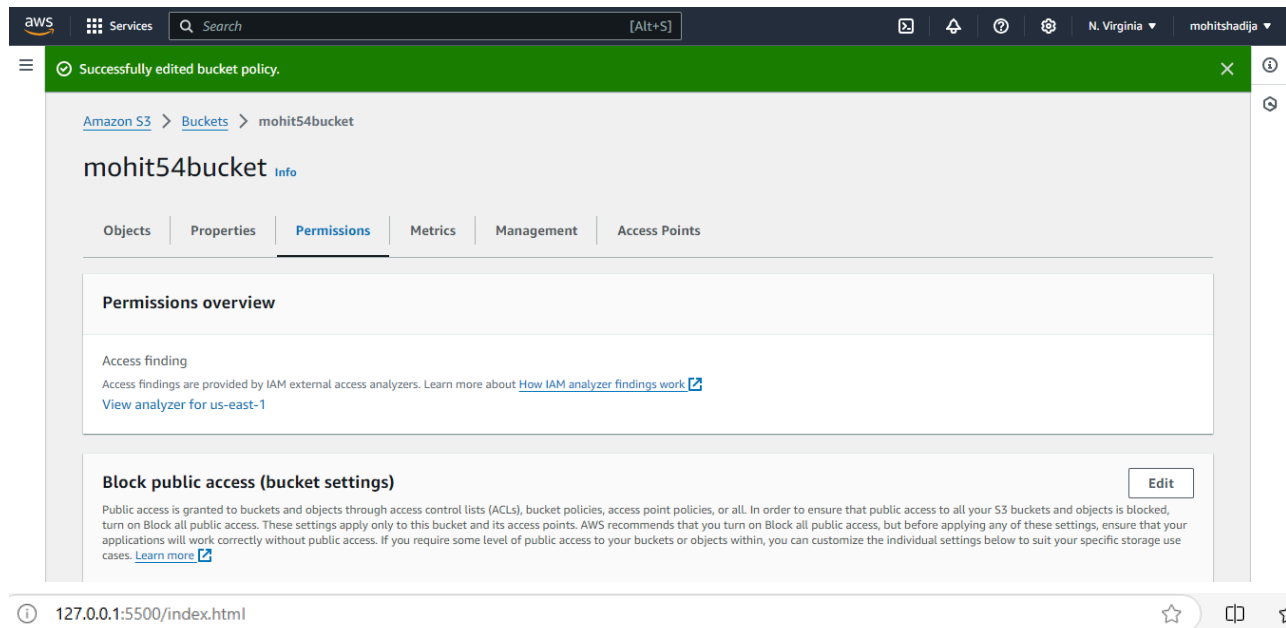 aws Services Search [Alt+S] N. Virginia mohitshadija
Successfully edited bucket policy.
Amazon S3 Buckets mohit54bucket
mohit54bucket Info
Objects Properties Permissions Metrics Management Access Points
Permissions overview
Access finding
Access findings are provided by IAM external access analyzers. Learn more about How IAM analyzer findings work
View analyzer for us-east-1
Block public access (bucket settings) Edit
Public access is granted to buckets and objects through access control lists (ACLs), bucket policies, access point policies, or all. In order to ensure that public access to all your S3 buckets and objects is blocked,
turn on Block all public access. These settings apply only to this bucket and its access points. AWS recommends that you turn on Block all public access, but before applying any of these settings, ensure that your
applications will work correctly without public access. If you require some level of public access to your buckets or objects within, you can customize the individual settings below to suit your specific storage use
cases. Learn more
127.0.0.1:5500/index.html